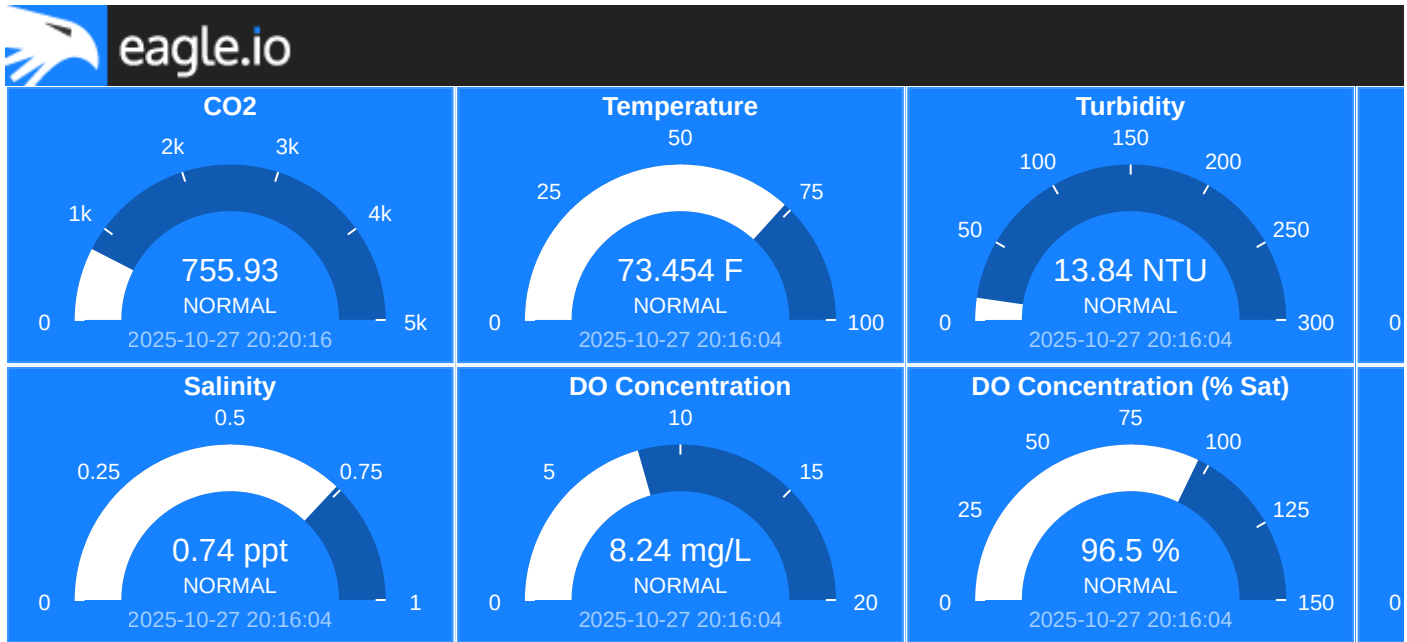 eagle.io
CO2
2k 3k
1k 4k
755.93
NORMAL
0 5k
2025-10-27 20:20:16
Temperature
50
25 75
73.454 F
NORMAL
0 100
2025-10-27 20:16:04
Turbidity
150
100 200
50 250
13.84 NTU
NORMAL
0 300
2025-10-27 20:16:04
0
Salinity
0.5
0.25 0.75
0.74 ppt
NORMAL
0 1
2025-10-27 20:16:04
DO Concentration
10
5 15
8.24 mg/L
NORMAL
0 20
2025-10-27 20:16:04
DO Concentration (% Sat)
75
50 100
25 125
96.5 %
NORMAL
0 150
2025-10-27 20:16:04
0